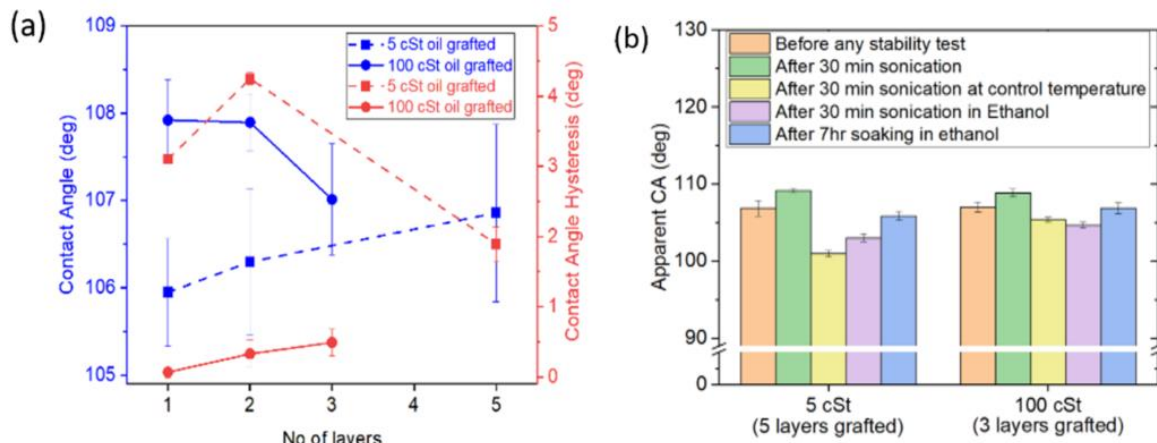 (a)
109
108
107
106
105
Contact Angle (deg)
5 cSt oil grafted
100 cSt oil grafted
5 cSt oil grafted
100 cSt oil grafted
5
4
3
2
1
0
Contact Angle Hysteresis (deg)
1 2 3 4 5
No of layers
(b)
130
120
110
100
90
0
Apparent CA (deg)
Before any stability test
After 30 min sonication
After 30 min sonication at control temperature
After 30 min sonication in Ethanol
After 7hr soaking in ethanol
5 cSt 100 cSt
(5 layers grafted) (3 layers grafted)